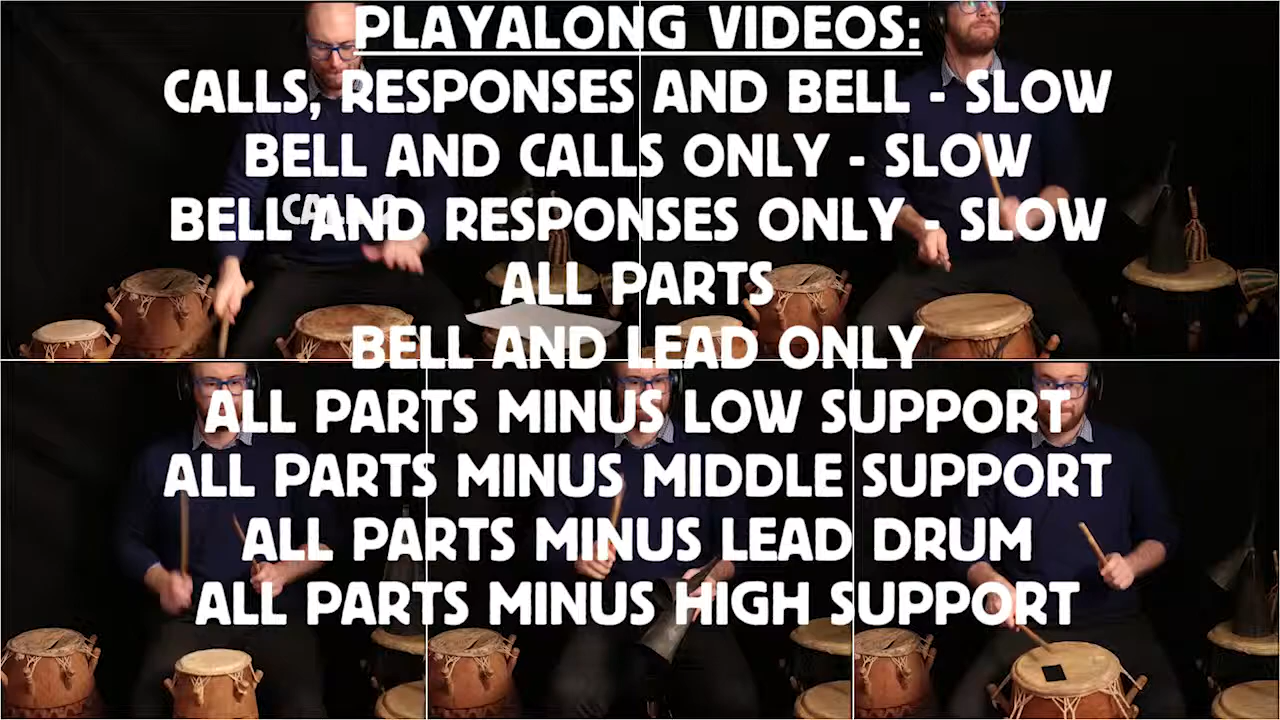 PLAYALONG VIDEOS:
CALLS, RESPONSES AND BELL - SLOW
BELL AND CALLS ONLY - SLOW
BELL AND RESPONSES ONLY - SLOW
ALL PARTS
BELL AND LEAD ONLY
ALL PARTS MINUS LOW SUPPORT
ALL PARTS MINUS MIDDLE SUPPORT
ALL PARTS MINUS LEAD DRUM
ALL PARTS MINUS HIGH SUPPORT